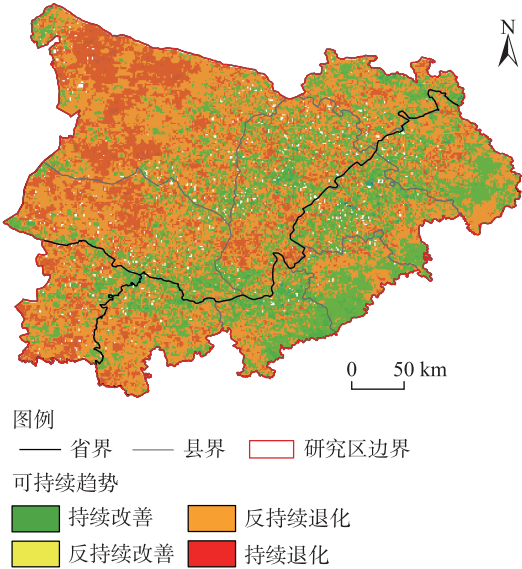 N
0 50 km
图例
省界 县界 研究区边界
可持续趋势
持续改善 反持续退化
反持续改善 持续退化